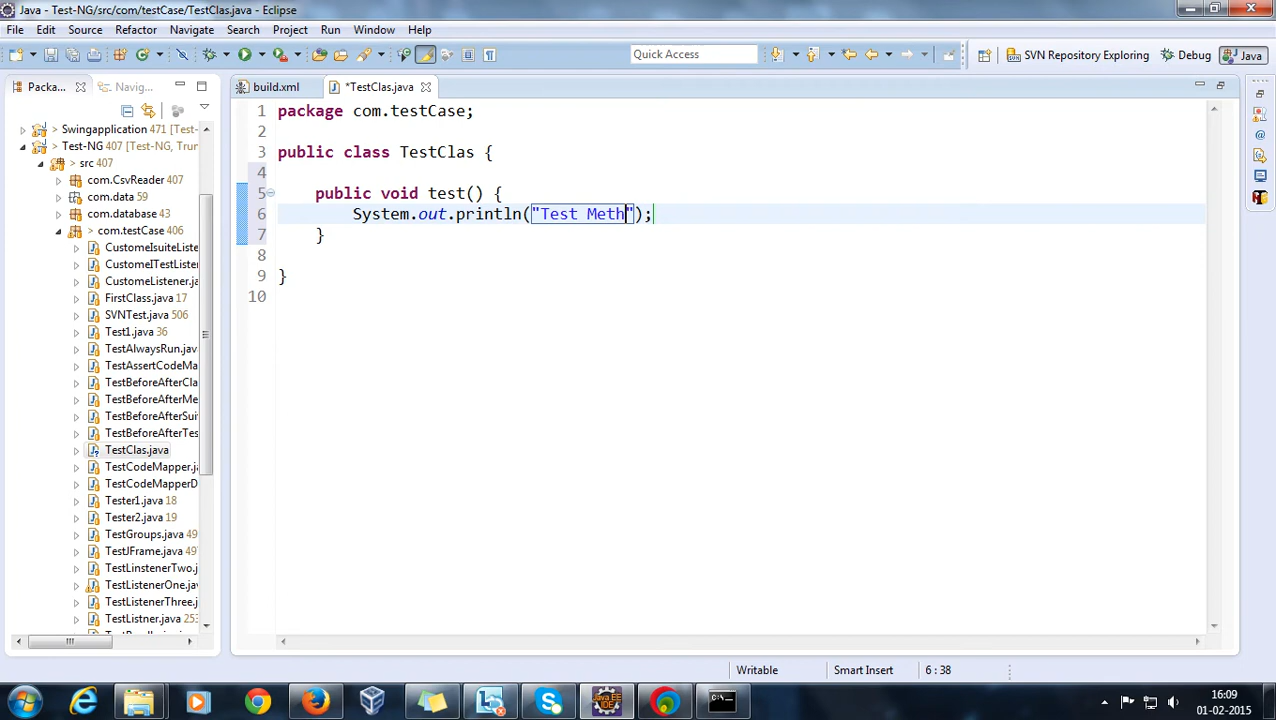 Java - Test-NG/src/com/testCase/TestClas.java - Eclipse
File Edit Source Refactor Navigate Search Project Run Window Help
Quick Access SVN Repository Exploring Debug Java
Packa... Navig... build.xml *TestClas.java
> Swingapplication 471 [Test-
> Test-NG 407 [Test-NG, Trun
> src 407
com.CsvReader 407
com.data 59
com.database 43
> com.testCase 406
CustomeIsuiteListe
CustomeITestListen
CustomeListener.ja
FirstClass.java 17
SVNTest.java 506
Test1.java 36
TestAlwaysRun.jav
TestAssertCodeMa
TestBeforeAfterCla
TestBeforeAfterMe
TestBeforeAfterSui
TestBeforeAfterTes
TestClas.java
TestCodeMapper.ja
TestCodeMapperD
Tester1.java 18
Tester2.java 19
TestGroups.java 49
TestJFrame.java 49
TestLinstenerTwo.j
TestListenerOne.ja
TestListenerThree.j
TestListner.java 253
1 package com.testCase;
2
3 public class TestClas {
4
5 public void test() {
6 System.out.println("Test Meth");
7 }
8
9 }
10
Writable Smart Insert 6 : 38
16:09
01-02-2015